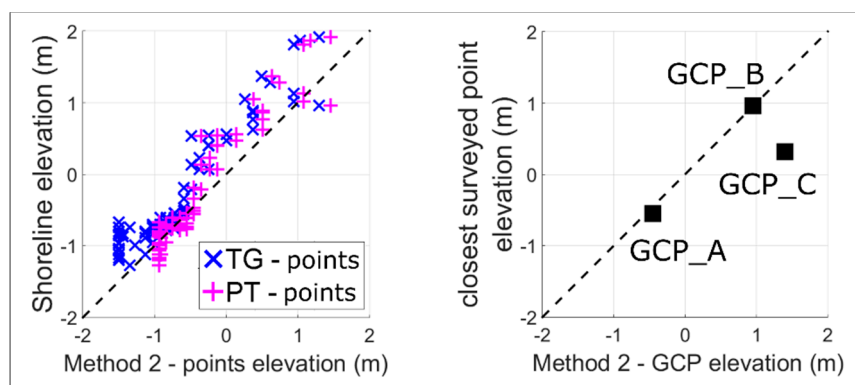 Shoreline elevation (m)
2
1
0
-1
-2
-2
-1
0
1
2
Method 2 - points elevation (m)
TG - points
PT - points
closest surveyed point
elevation (m)
2
1
0
-1
-2
-2
-1
0
1
2
Method 2 - GCP elevation (m)
GCP_B
GCP_C
GCP_A